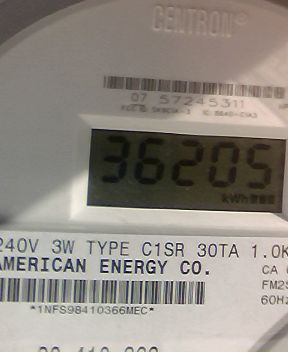 CENTRON®
07 57245311
36205
kWh
240V 3W TYPE C1SR 30TA 1.0K
AMERICAN ENERGY CO.
CA
FM2S
60Hz
*1NFS98410366MEC*